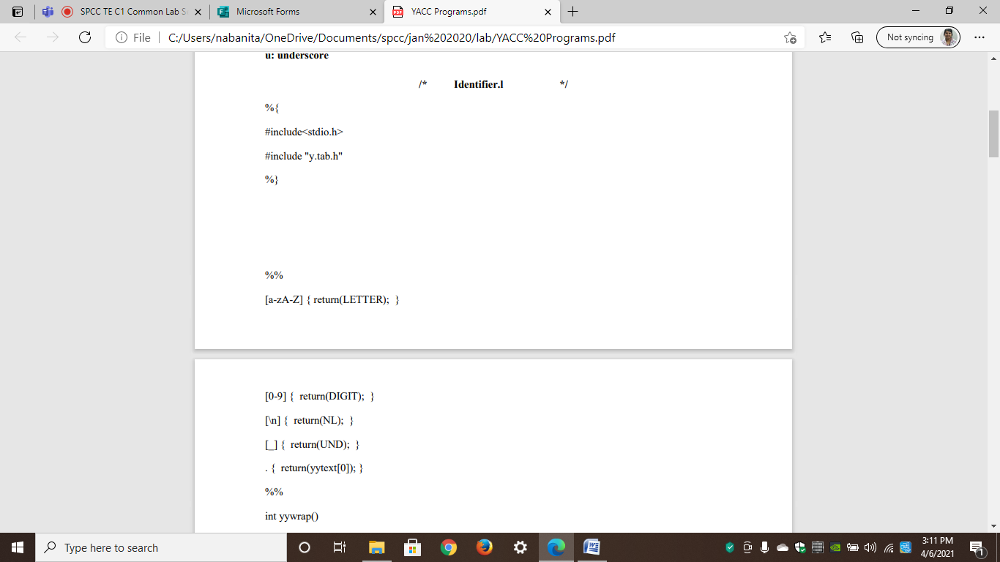 SPCC TE C1 Common Lab S
Microsoft Forms
YACC Programs.pdf
File
C:/Users/nabanita/OneDrive/Documents/spcc/jan%202020/lab/YACC%20Programs.pdf
Not syncing
u: underscore
/* Identifier.l */
%{
#include<stdio.h>
#include "y.tab.h"
%}
%%
[a-zA-Z] { return(LETTER); }
[0-9] { return(DIGIT); }
[\n] { return(NL); }
[_] { return(UND); }
. { return(yytext[0]); }
%%
int yywrap()
Type here to search
3:11 PM
4/6/2021
1